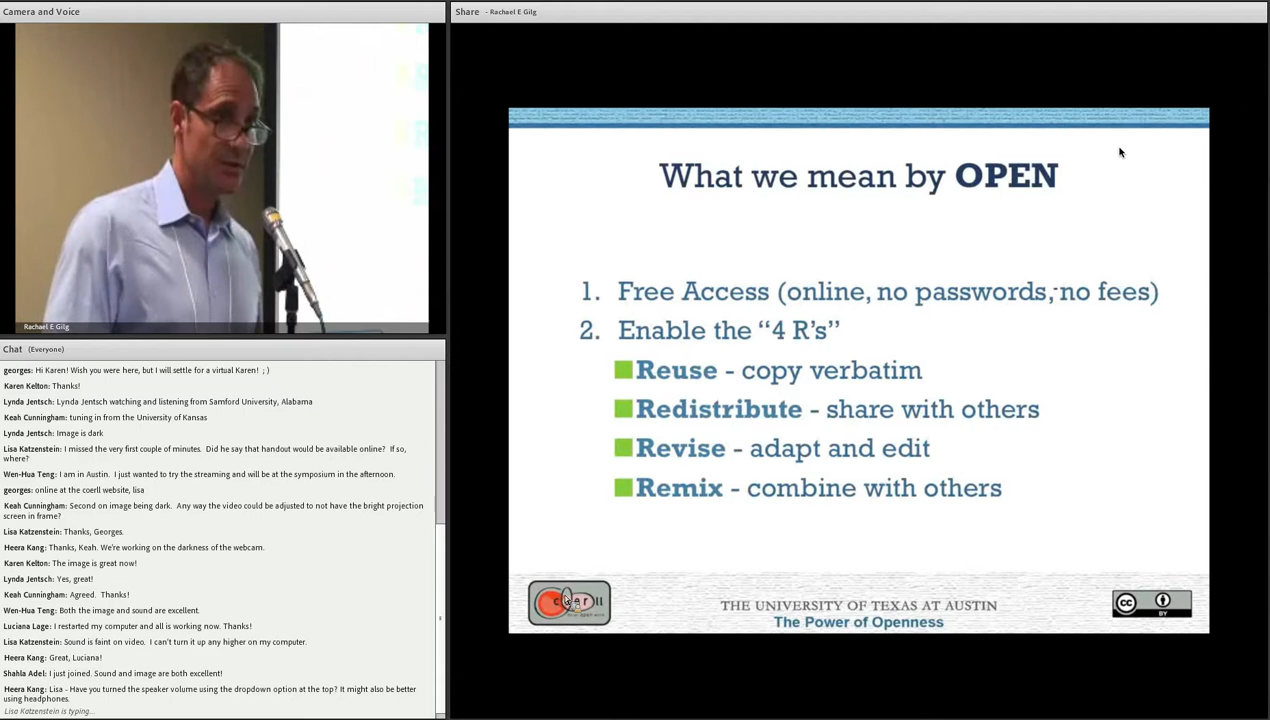 Camera and Voice
Rachael E Gilg
Chat (Everyone)
georges: Hi Karen! Wish you were here, but I will settle for a virtual Karen! ; )
Karen Kelton: Thanks!
Lynda Jentsch: Lynda Jentsch watching and listening from Samford University, Alabama
Keah Cunningham: tuning in from the University of Kansas
Lynda Jentsch: Image is dark
Lisa Katzenstein: I missed the very first couple of minutes. Did he say that handout would be available online? If so,
where?
Wen-Hua Teng: I am in Austin. I just wanted to try the streaming and will be at the symposium in the afternoon.
georges: online at the coerll website, lisa
Keah Cunningham: Second on image being dark. Any way the video could be adjusted to not have the bright projection
screen in frame?
Lisa Katzenstein: Thanks, Georges.
Heera Kang: Thanks, Keah. We're working on the darkness of the webcam.
Karen Kelton: The image is great now!
Lynda Jentsch: Yes, great!
Keah Cunningham: Agreed. Thanks!
Wen-Hua Teng: Both the image and sound are excellent.
Luciana Lage: I restarted my computer and all is working now. Thanks!
Lisa Katzenstein: Sound is faint on video. I can't turn it up any higher on my computer.
Heera Kang: Great, Luciana!
Shahla Adel: I just joined. Sound and image are both excellent!
Heera Kang: Lisa - Have you turned the speaker volume using the dropdown option at the top? It might also be better
using headphones.
Lisa Katzenstein is typing...
Share - Rachael E Gilg
What we mean by OPEN
1. Free Access (online, no passwords, no fees)
2. Enable the “4 R’s”
Reuse - copy verbatim
Redistribute - share with others
Revise - adapt and edit
Remix - combine with others
THE UNIVERSITY OF TEXAS AT AUSTIN
The Power of Openness
cc
BY